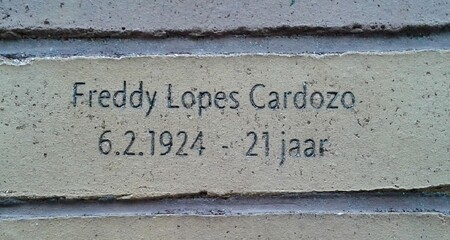 Freddy Lopes Cardozo
6.2.1924 - 21 jaar